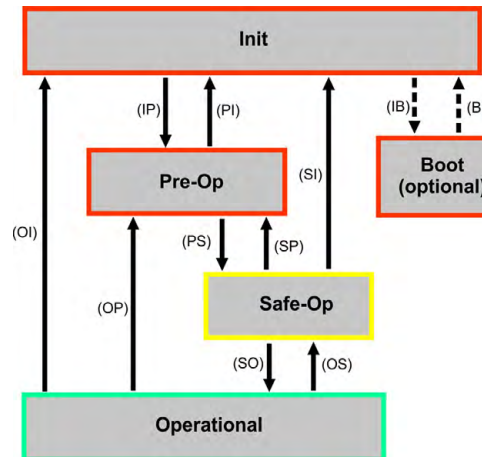 Init
(IP)
(PI)
(IB)
(B
Pre-Op
Boot
(optional)
(SI)
(OI)
(PS)
(SP)
(OP)
Safe-Op
(SO)
(OS)
Operational